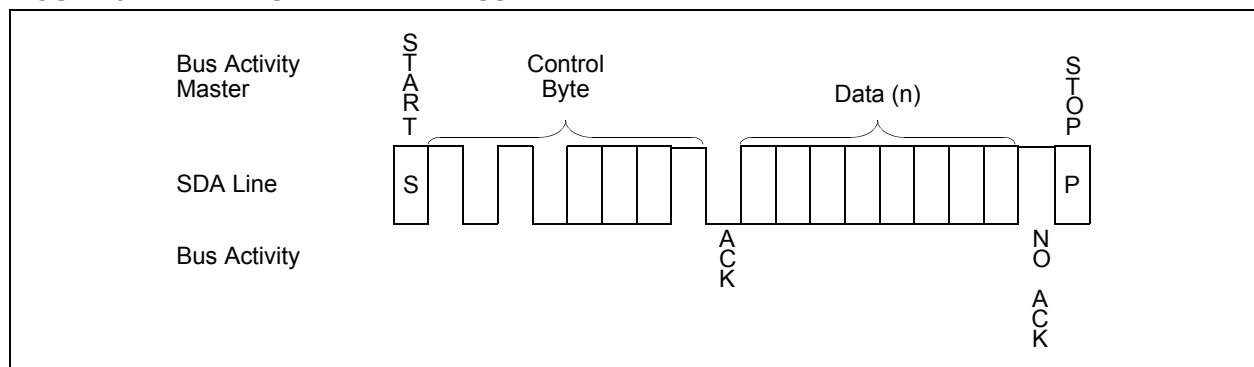 Bus Activity
Master
START
Control
Byte
Data (n)
STOP
SDA Line
S
P
Bus Activity
ACK
NO ACK